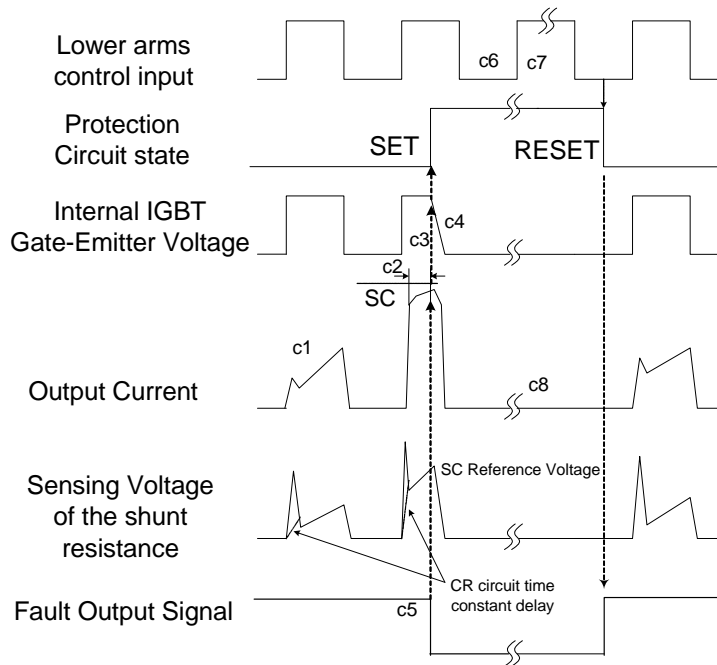 Lower arms
control input
c6
c7
Protection
Circuit state
SET
RESET
Internal IGBT
Gate-Emitter Voltage
c3
c4
c2
SC
c1
Output Current
c8
Sensing Voltage
of the shunt
resistance
SC Reference Voltage
CR circuit time
constant delay
Fault Output Signal
c5